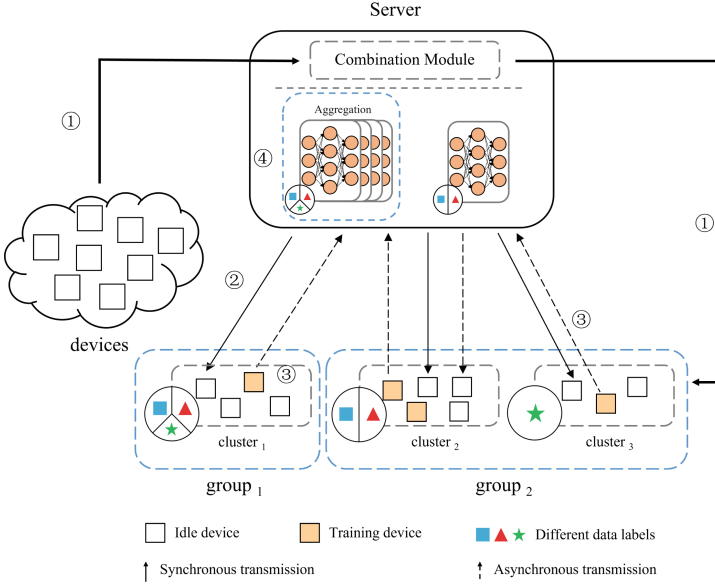 Server
Combination Module
①
Aggregation
④
①
②
③
devices
③
cluster 1
cluster 2
cluster 3
group 1
group 2
Idle device
Training device
Different data labels
Synchronous transmission
Asynchronous transmission